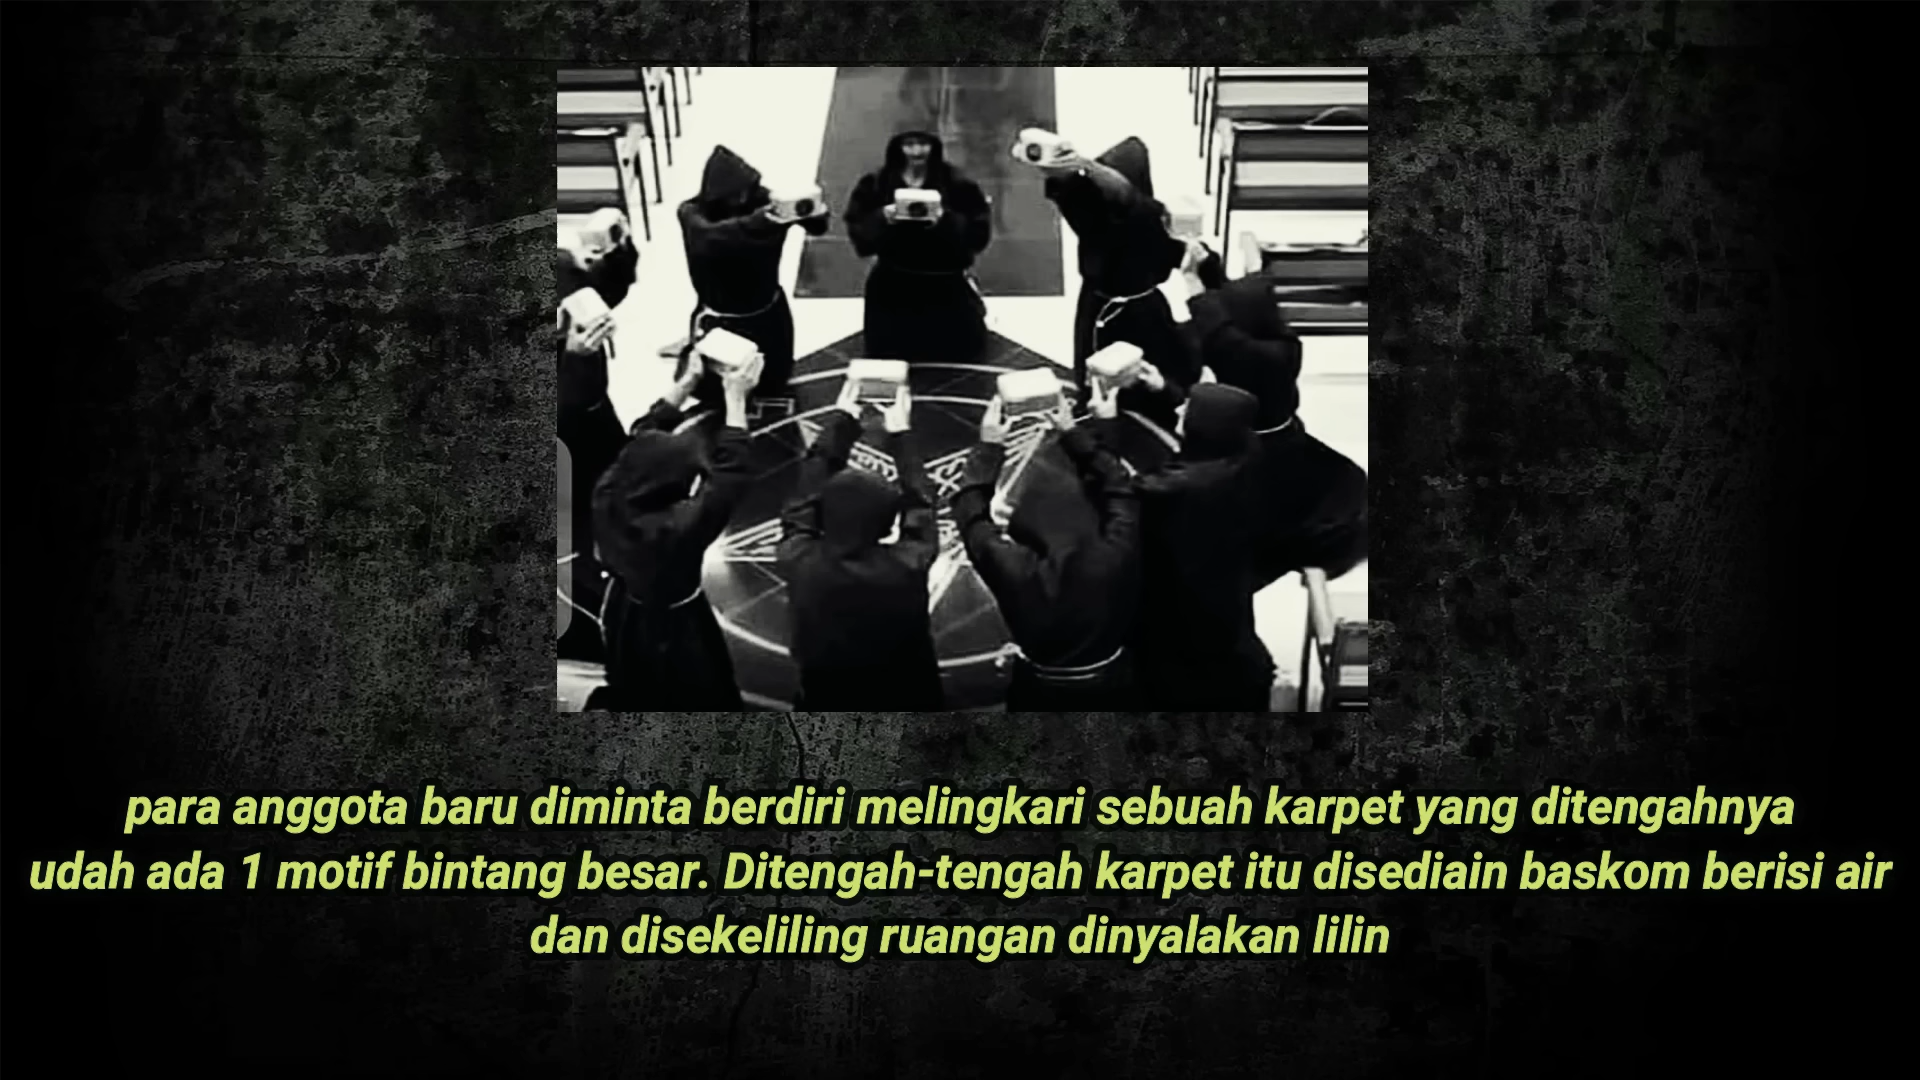 para anggota baru diminta berdiri melingkari sebuah karpet yang ditengahnya
udah ada 1 motif bintang besar. Ditengah-tengah karpet itu disediain baskom berisi air
dan disekeliling ruangan dinyalakan lilin